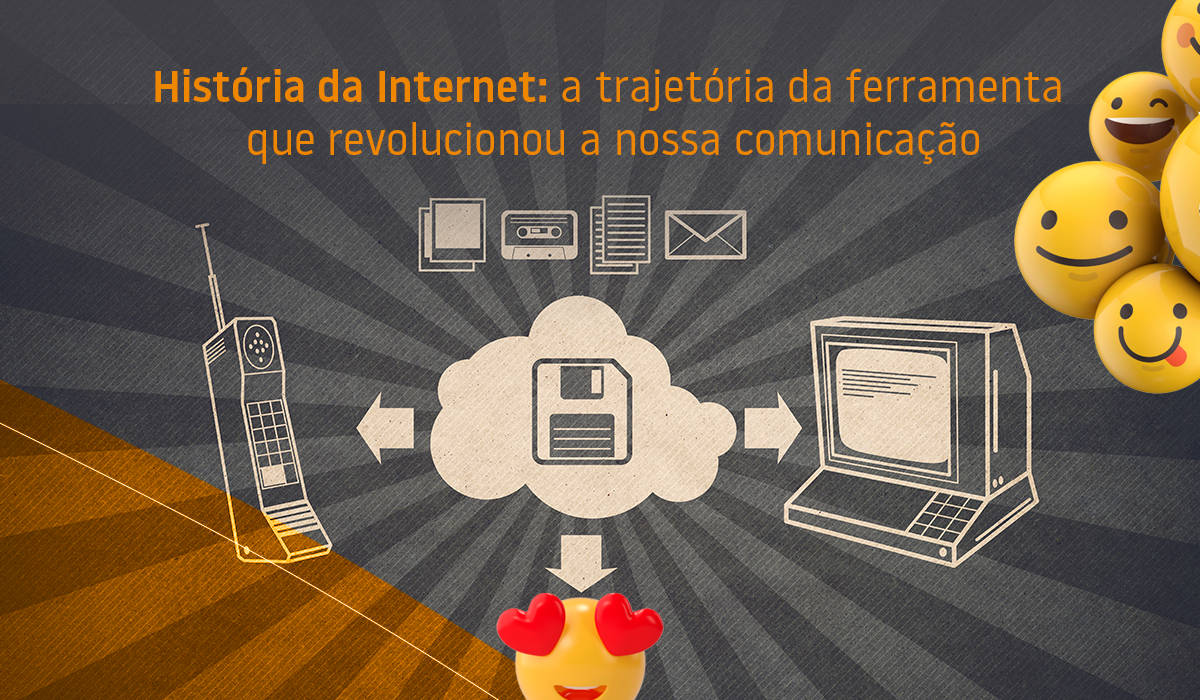 História da Internet: a trajetória da ferramenta
que revolucionou a nossa comunicação